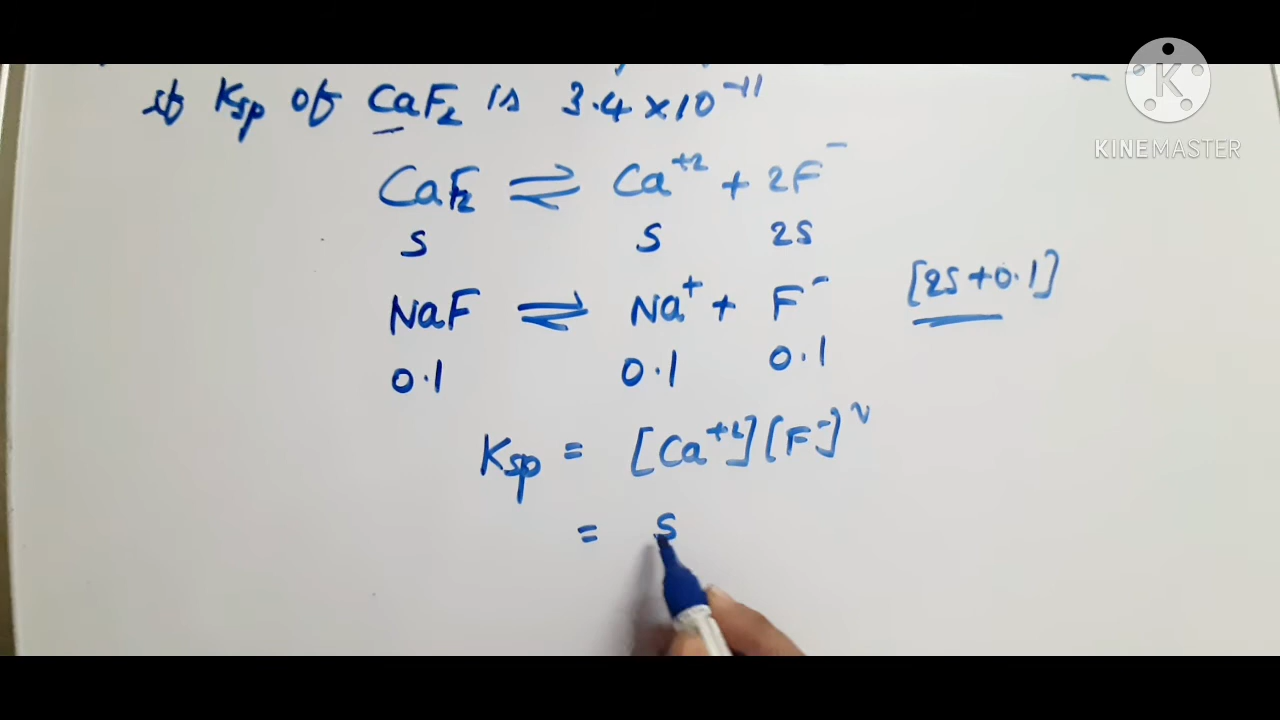 KINEMASTER
if Ksp of CaF₂ is 3.4×10⁻¹¹
CaF₂ ⇌ Ca⁺² + 2F⁻
s s 2s
NaF ⇌ Na⁺ + F⁻ [2s+0.1]
0.1 0.1 0.1
Ksp = [Ca⁺²][F⁻]²
= s